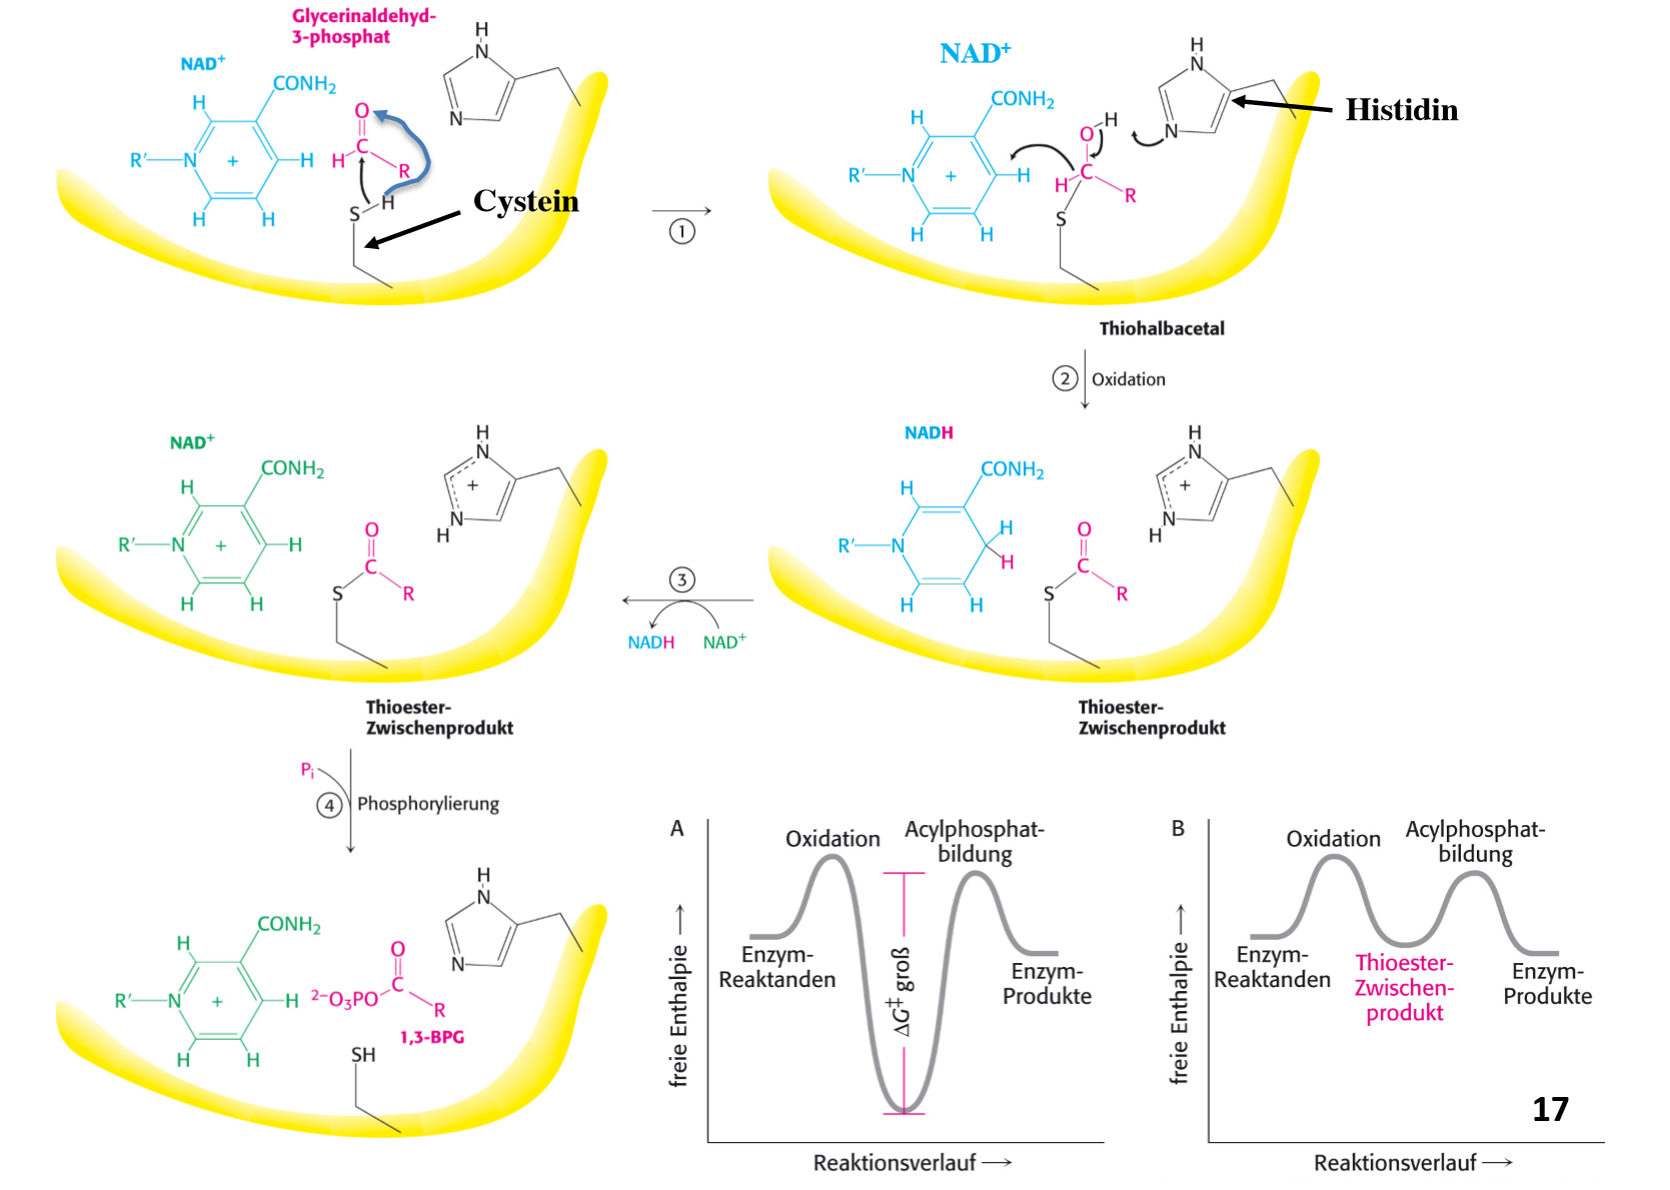 Glycerinaldehyd-
3-phosphat
NAD⁺
CONH₂
H
N
N
H
O
H
C
R
R'
N
+
H
H
H
S
H
Cystein
1
NAD⁺
CONH₂
H
N
N
Histidin
H
O
H
R'
N
+
H
H
C
R
S
H
H
Thiohalbacetal
2
Oxidation
NAD⁺
CONH₂
H
N
+
N
H
H
O
C
R
R'
N
+
H
S
H
H
3
NADH
NAD⁺
NADH
CONH₂
H
N
+
N
H
H
H
H
O
C
R
R'
N
S
H
H
Thioester-
Zwischenprodukt
Thioester-
Zwischenprodukt
Pᵢ
4
Phosphorylierung
CONH₂
H
N
N
H
O
C
R
R'
N
+
H
²⁻O₃PO
1,3-BPG
H
H
SH
A
Oxidation
Acylphosphat-
bildung
freie Enthalpie
Enzym-
Reaktanden
ΔG‡ groß
Enzym-
Produkte
Reaktionsverlauf
B
Oxidation
Acylphosphat-
bildung
freie Enthalpie
Enzym-
Reaktanden
Thioester-
Zwischen-
produkt
Enzym-
Produkte
17
Reaktionsverlauf